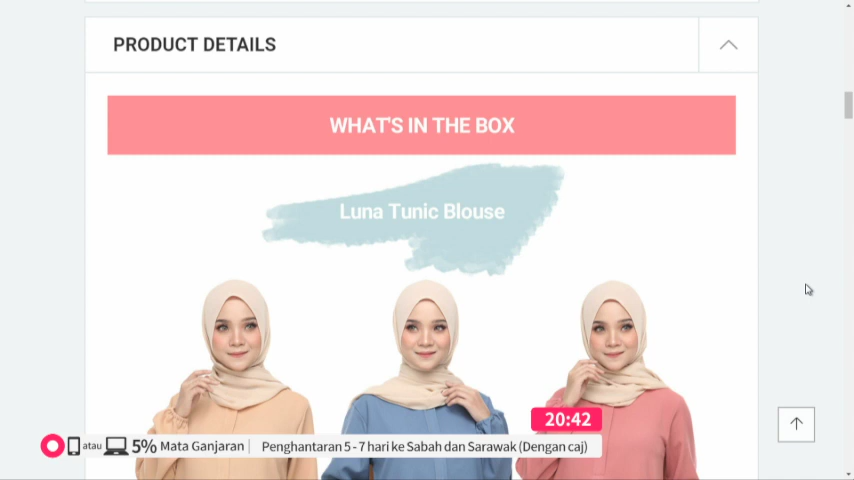 PRODUCT DETAILS
WHAT'S IN THE BOX
Luna Tunic Blouse
20:42
atau 5% Mata Ganjaran Penghantaran 5 - 7 hari ke Sabah dan Sarawak (Dengan caj)